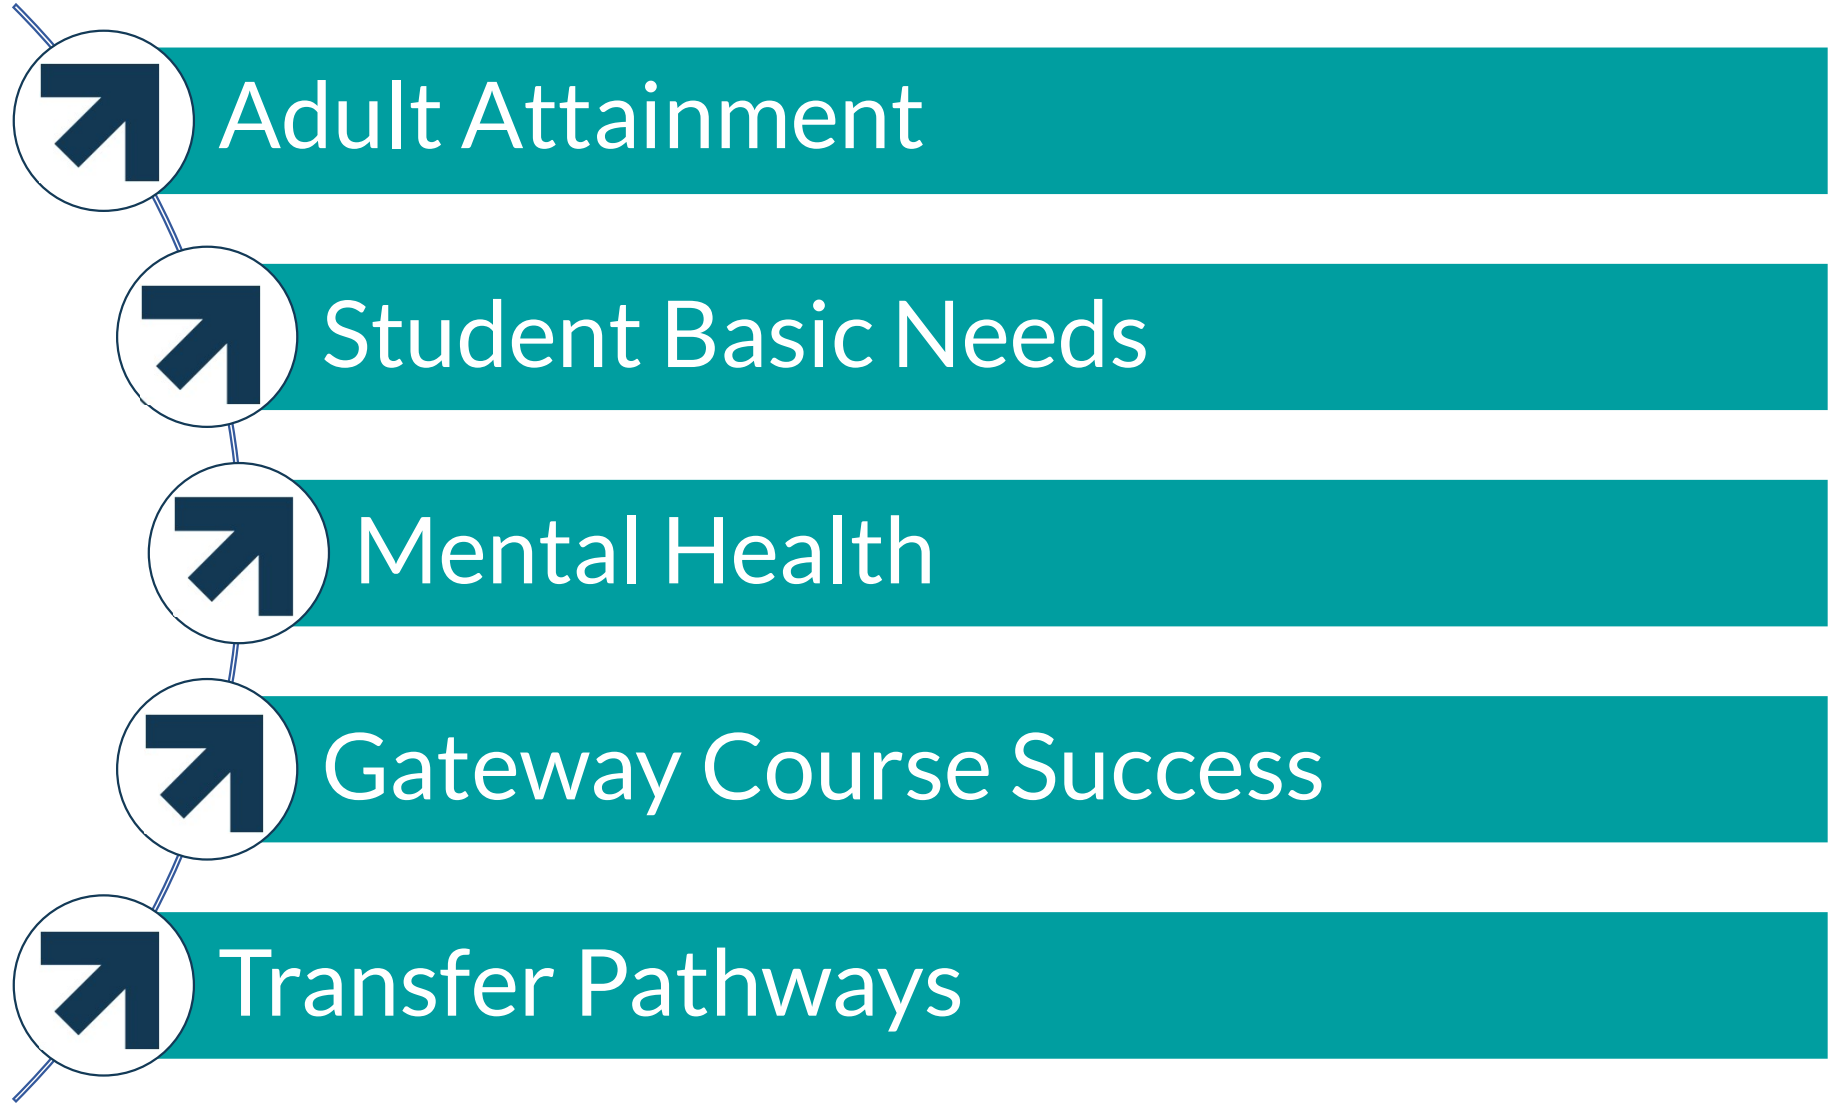 Adult Attainment
Student Basic Needs
Mental Health
Gateway Course Success
Transfer Pathways